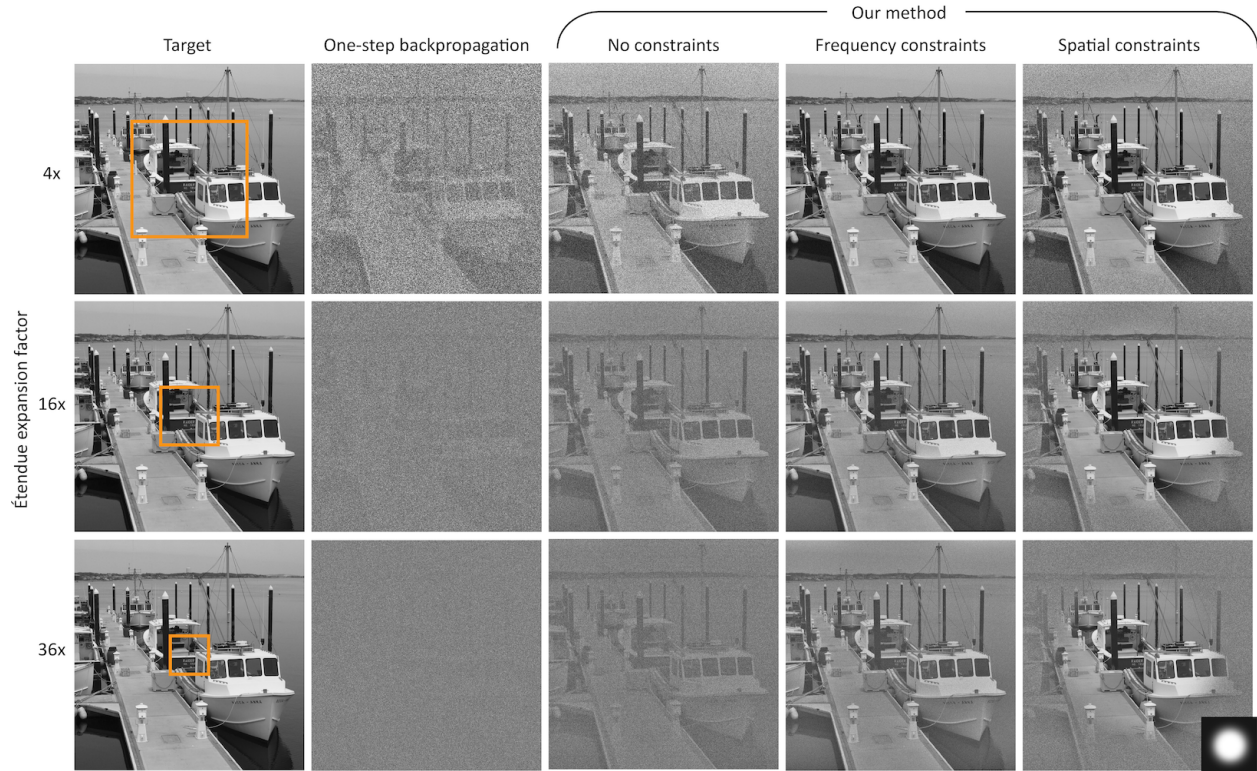 Our method
Target
One-step backpropagation
No constraints
Frequency constraints
Spatial constraints
Étendue expansion factor
4x
16x
36x